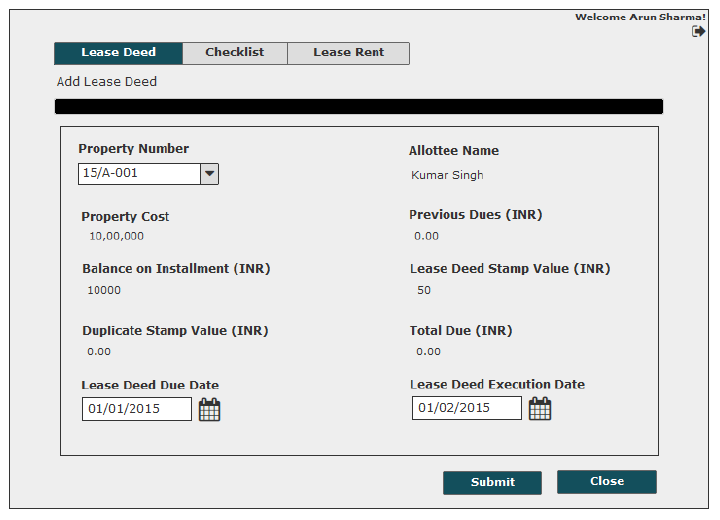 Welcome Arun Sharma!
Lease Deed Checklist Lease Rent
Add Lease Deed
Property Number Allottee Name
15/A-001 Kumar Singh
Property Cost Previous Dues (INR)
10,00,000 0.00
Balance on Installment (INR) Lease Deed Stamp Value (INR)
10000 50
Duplicate Stamp Value (INR) Total Due (INR)
0.00 0.00
Lease Deed Due Date Lease Deed Execution Date
01/01/2015 01/02/2015
Submit Close